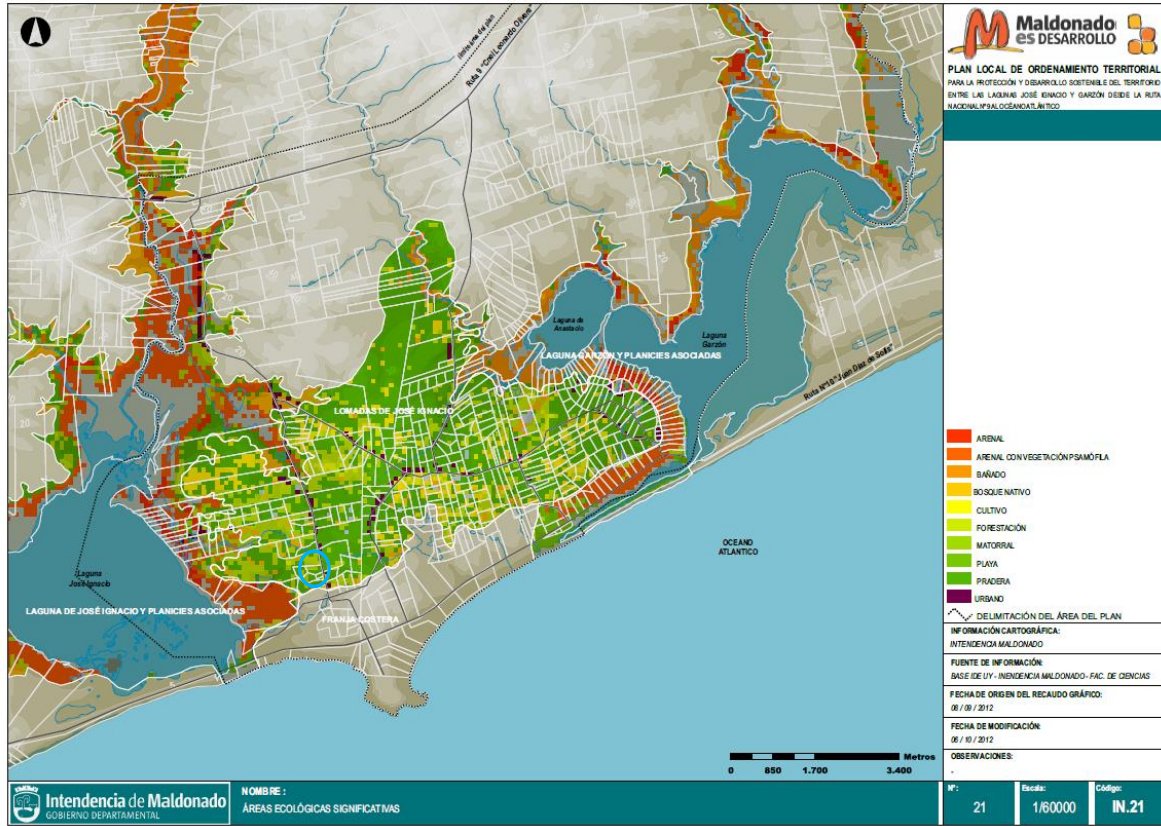 Maldonado
es DESARROLLO
PLAN LOCAL DE ORDENAMIENTO TERRITORIAL
PARA LA PROTECCIÓN Y DESARROLLO SOSTENIBLE DEL TERRITORIO
ENTRE LAS LAGUNAS JOSÉ IGNACIO Y GARZÓN DESDE LA RUTA
NACIONAL Nº9 AL OCÉANO ATLÁNTICO
Ruta 9 "Cnel Leonardo Olivera"
Laguna de
Anastasio
Laguna
Garzón
LAGUNA GARZÓN Y PLANICIES ASOCIADAS
Ruta Nº10 "Juan Díaz de Solís"
LOMADAS DE JOSÉ IGNACIO
OCEANO
ATLANTICO
Laguna
José Ignacio
LAGUNA DE JOSÉ IGNACIO Y PLANICIES ASOCIADAS
FRANJA COSTERA
ARENAL
ARENAL CON VEGETACIÓN PSAMÓFILA
BAÑADO
BOSQUE NATIVO
CULTIVO
FORESTACIÓN
MATORRAL
PLAYA
PRADERA
URBANO
DELIMITACIÓN DEL ÁREA DEL PLAN
INFORMACIÓN CARTOGRÁFICA:
INTENDENCIA MALDONADO
FUENTE DE INFORMACIÓN:
BASE IDE UY - INENDENCIA MALDONADO - FAC. DE CIENCIAS
FECHA DE ORIGEN DEL RECAUDO GRÁFICO:
08 / 09 / 2012
FECHA DE MODIFICACIÓN:
06 / 10 / 2012
OBSERVACIONES:
-
Metros
0 850 1.700 3.400
Intendencia de Maldonado
GOBIERNO DEPARTAMENTAL
NOMBRE :
ÁREAS ECOLÓGICAS SIGNIFICATIVAS
Nº:
21
Escala:
1/60000
Código:
IN.21